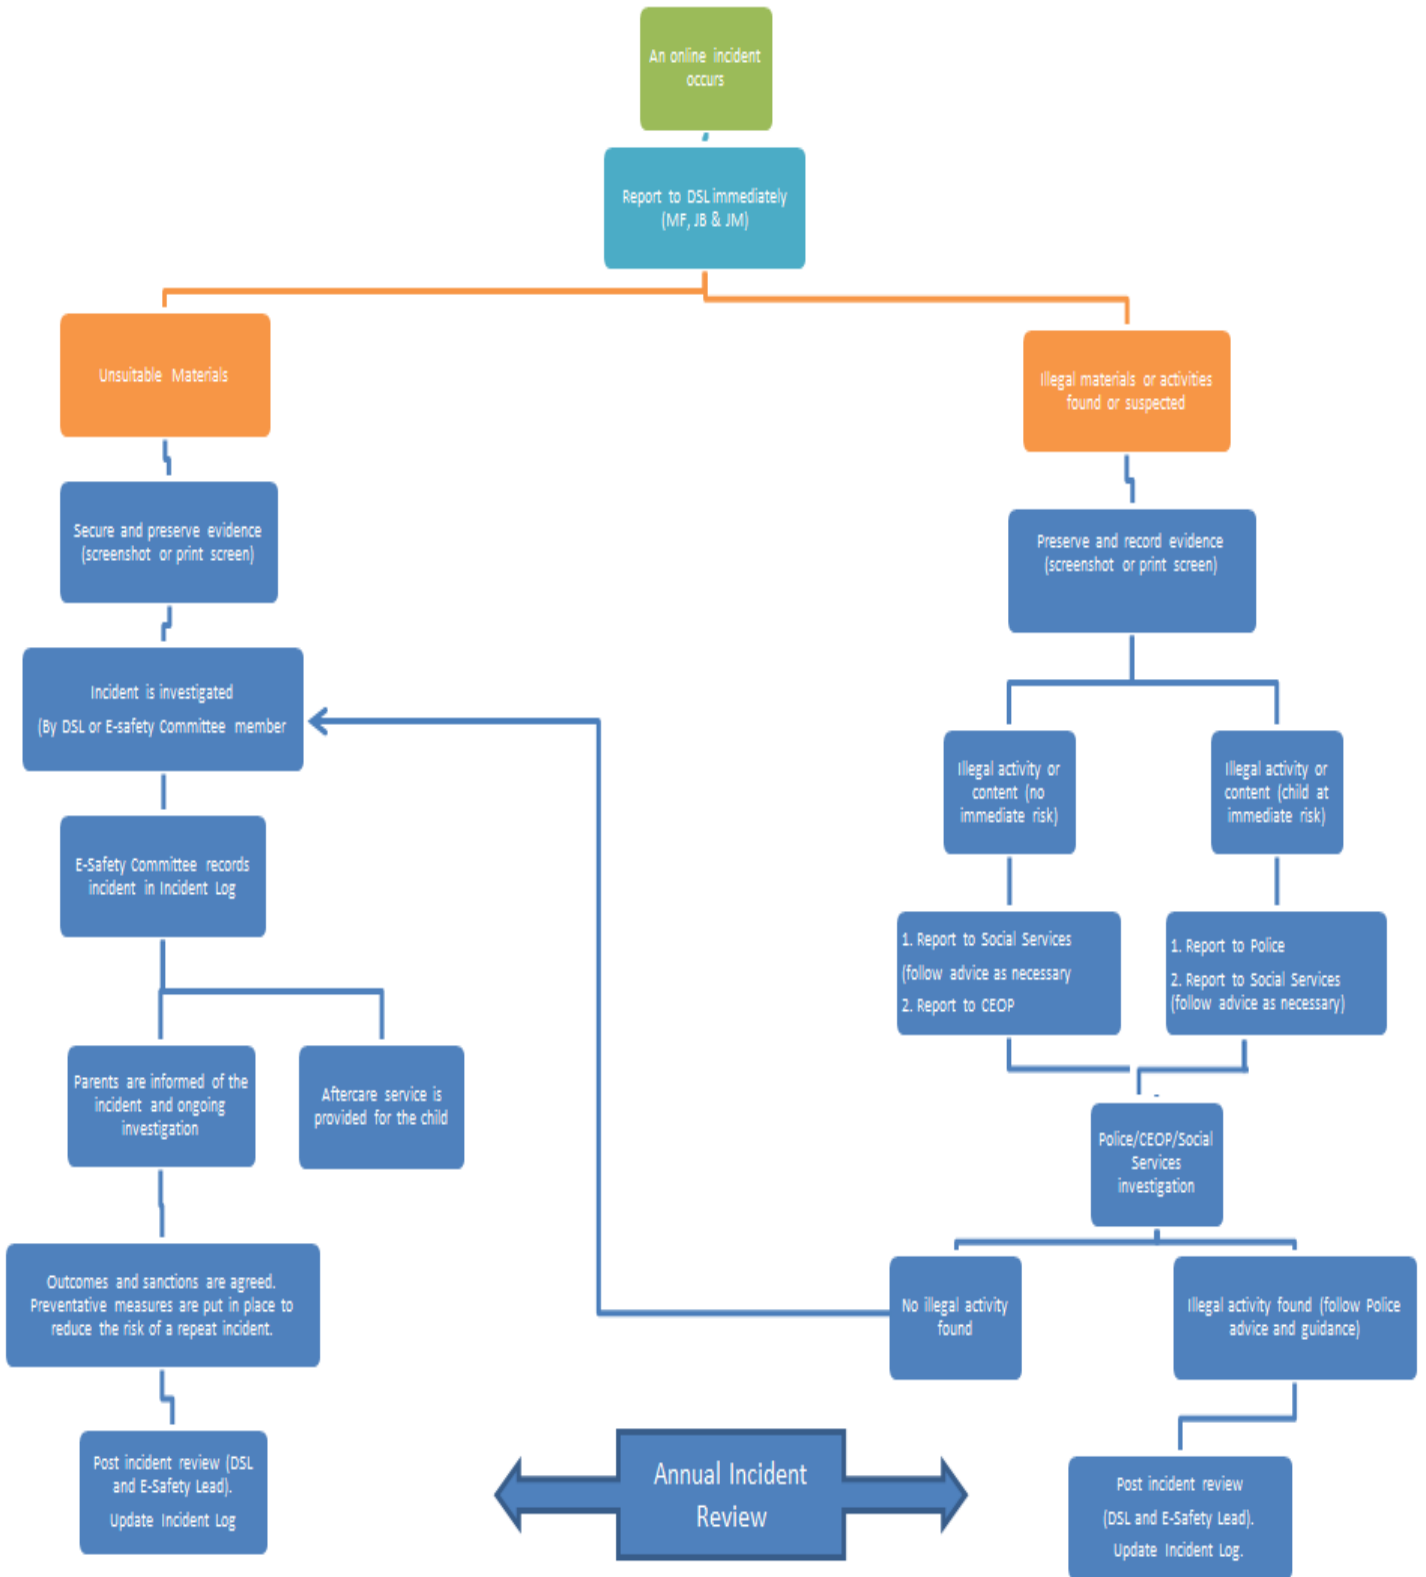 An online incident
occurs
Report to DSL immediately
(MF, JB & JM)
Unsuitable Materials
Illegal materials or activities
found or suspected
Secure and preserve evidence
(screenshot or print screen)
Preserve and record evidence
(screenshot or print screen)
Incident is investigated
(By DSL or E-safety Committee member
Illegal activity or
content (no
immediate risk)
Illegal activity or
content (child at
immediate risk)
E-Safety Committee records
incident in Incident Log
1. Report to Social Services
(follow advice as necessary
2. Report to CEOP
1. Report to Police
2. Report to Social Services
(follow advice as necessary)
Parents are informed of the
incident and ongoing
investigation
Aftercare service is
provided for the child
Police/CEOP/Social
Services
investigation
Outcomes and sanctions are agreed.
Preventative measures are put in place to
reduce the risk of a repeat incident.
No illegal activity
found
Illegal activity found (follow Police
advice and guidance)
Post incident review (DSL
and E-Safety Lead).
Update Incident Log
Annual Incident
Review
Post incident review
(DSL and E-Safety Lead).
Update Incident Log.